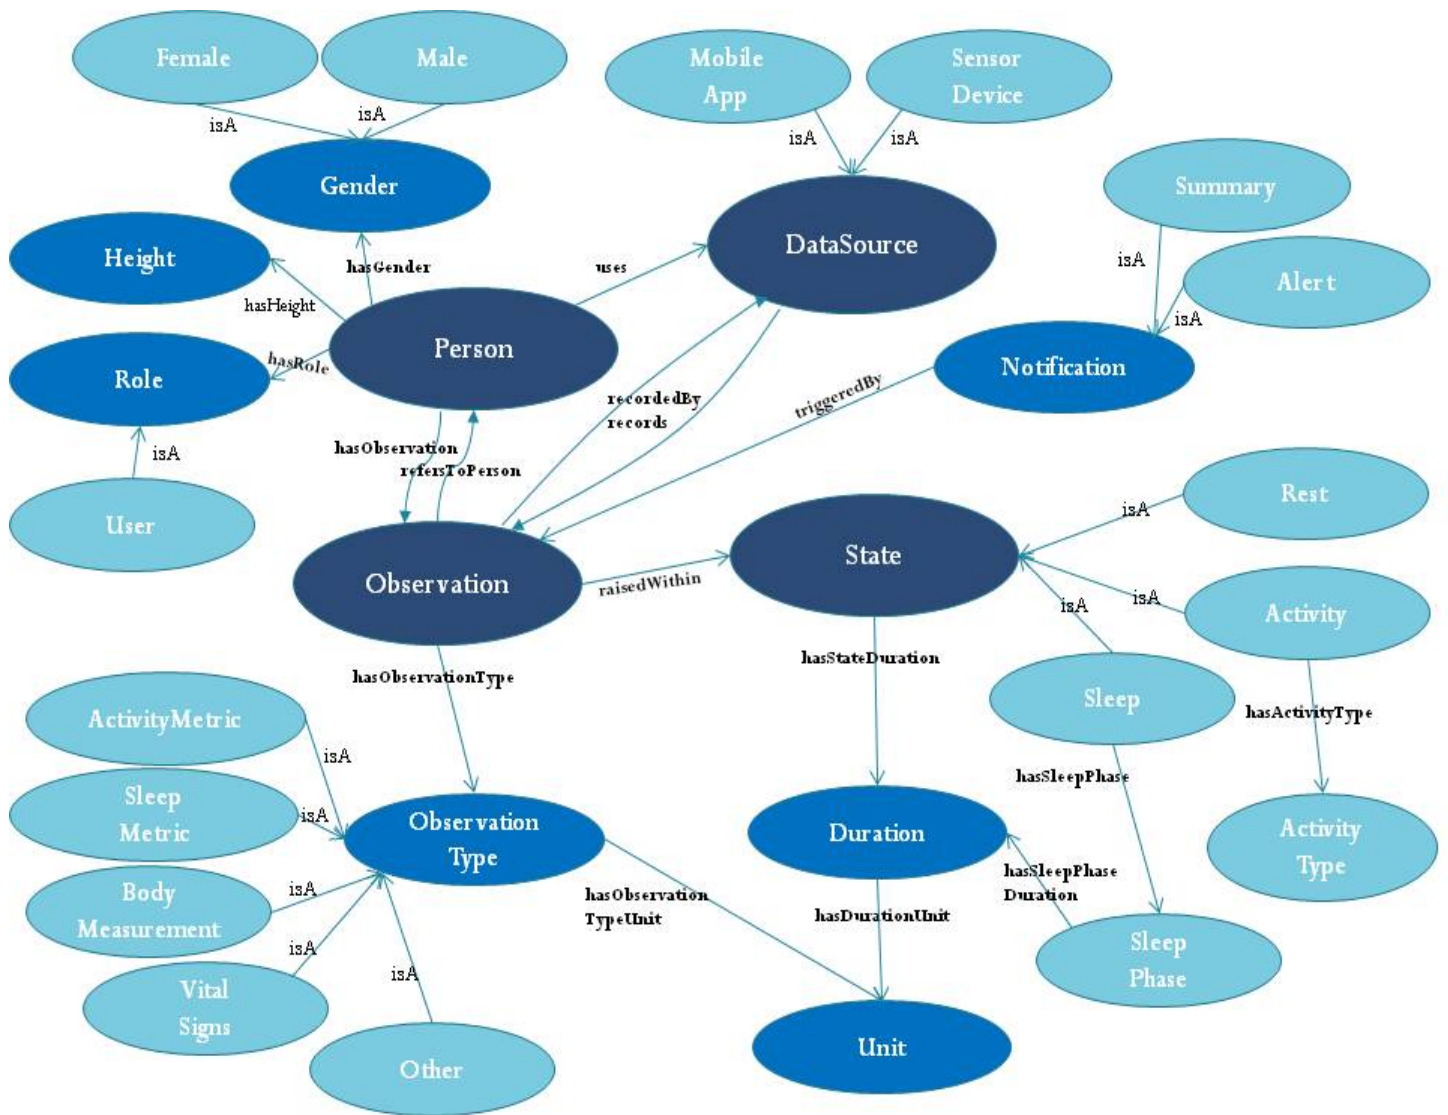 Female
Male
Mobile
App
Sensor
Device
isA
isA
isA
isA
Gender
Summary
DataSource
Height
hasGender
uses
isA
Alert
hasHeight
isA
Person
hasRole
Role
Notification
recordedBy
records
triggeredBy
hasObservation
refersToPerson
isA
User
Rest
isA
State
Observation
raisedWithin
isA
isA
Activity
hasStateDuration
hasObservationType
Sleep
hasActivityType
ActivityMetric
isA
hasSleepPhase
Sleep
Metric
isA
Observation
Type
Duration
Activity
Type
Body
Measurement
isA
hasObservation
TypeUnit
hasDurationUnit
hasSleepPhase
Duration
isA
Sleep
Phase
Vital
Signs
isA
Other
Unit